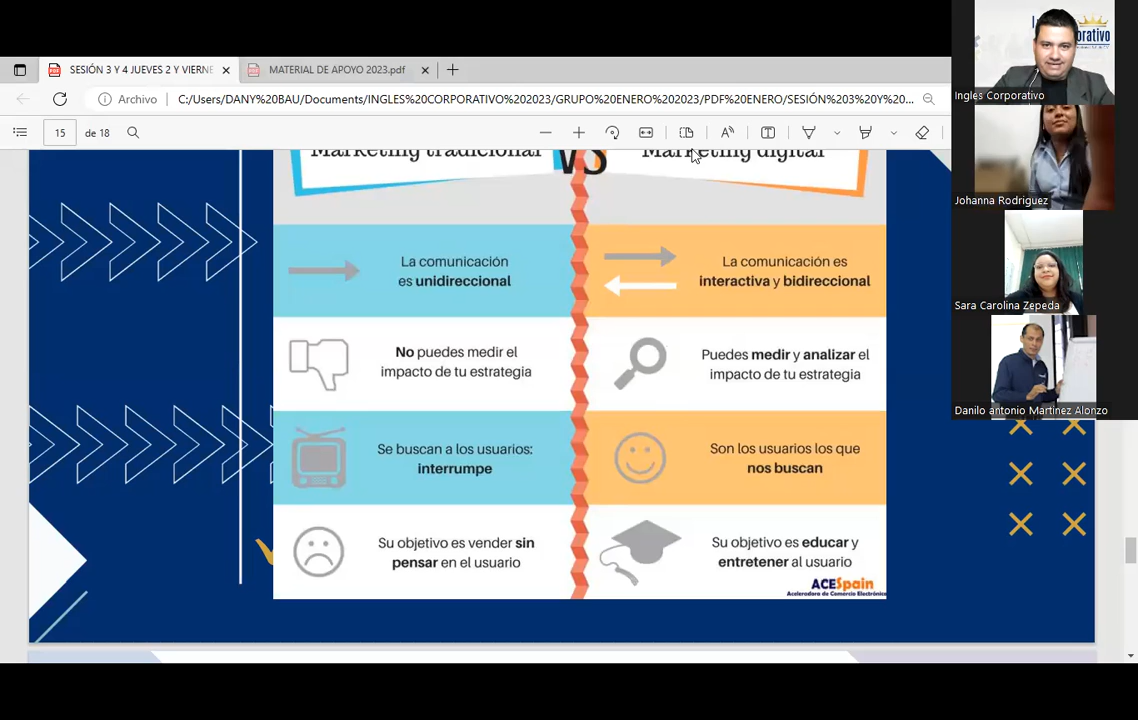 SESIÓN 3 Y 4 JUEVES 2 Y VIERNE
MATERIAL DE APOYO 2023.pdf
Archivo
C:/Users/DANY%20BAU/Documents/INGLES%20CORPORATIVO%202023/GRUPO%20ENERO%202023/PDF%20ENERO/SESIÓN%203%20Y%20...
15 de 18
Marketing tradicional
VS
Marketing digital
La comunicación
es unidireccional
La comunicación es
interactiva y bidireccional
No puedes medir el
impacto de tu estrategia
Puedes medir y analizar el
impacto de tu estrategia
Se buscan a los usuarios:
interrumpe
Son los usuarios los que
nos buscan
Su objetivo es vender sin
pensar en el usuario
Su objetivo es educar y
entretener al usuario
ACESpain
Aceleradora de Comercio Electrónico
Ingles Corporativo
Johanna Rodriguez
Sara Carolina Zepeda
Danilo antonio Martinez Alonzo